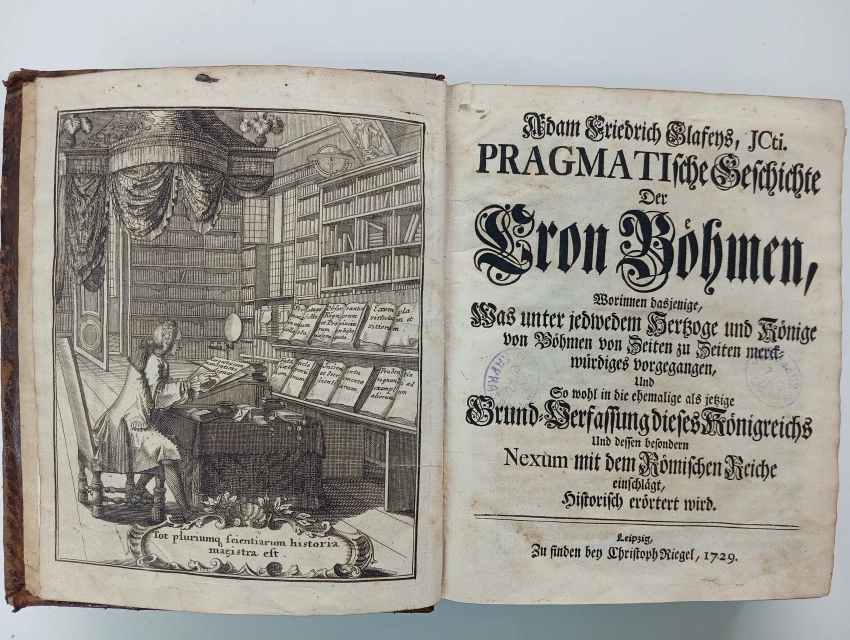 Tot pluriumq scientiarum historia
magistra est.
Adam Friedrich Glafeys, JCti.
PRAGMATIsche Geschichte
Der
Cron Böhmen,
Worinnen dasjenige,
Was unter jedwedem Hertzoge und Könige
von Böhmen von Zeiten zu Zeiten merck-
würdiges vorgegangen,
Und
So wohl in die ehemalige als jetzige
Grund-Verfassung dieses Königreichs
Und dessen besondern
Nexum mit dem Römischen Reiche
einschlägt,
Historisch erörtert wird.
Leipzig,
Zu finden bey Christoph Riegel, 1729.